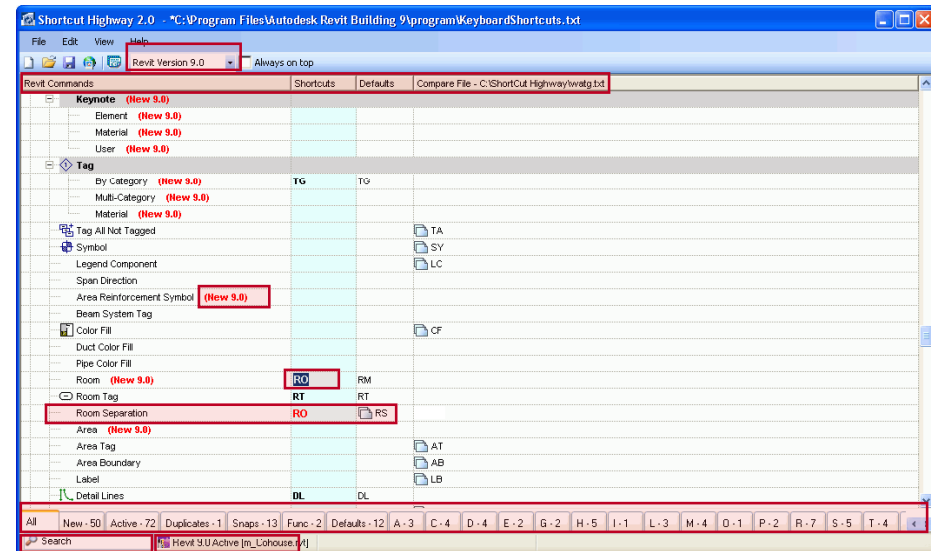 Shortcut Highway 2.0 - *C:\Program Files\Autodesk Revit Building 9\program\KeyboardShortcuts.txt
File Edit View Help
Revit Version 9.0 Always on top
Revit Commands Shortcuts Defaults Compare File - C:\ShortCut Highway\watg.txt
Keynote (New 9.0)
Element (New 9.0)
Material (New 9.0)
User (New 9.0)
Tag
By Category (New 9.0) TG TG
Multi-Category (New 9.0)
Material (New 9.0)
Tag All Not Tagged TA
Symbol SY
Legend Component LC
Span Direction
Area Reinforcement Symbol (New 9.0)
Beam System Tag
Color Fill CF
Duct Color Fill
Pipe Color Fill
Room (New 9.0) RO RM
Room Tag RT RT
Room Separation RO RS
Area (New 9.0)
Area Tag AT
Area Boundary AB
Label LB
Detail Lines DL DL
All New - 50 Active - 72 Duplicates - 1 Snaps - 13 Func - 2 Defaults - 12 A - 3 C - 4 D - 4 E - 2 G - 2 H - 5 I - 1 L - 3 M - 4 O - 1 P - 2 R - 7 S - 5 T - 4
Search Revit 9.0 Active [m_Cohouse.rvt]